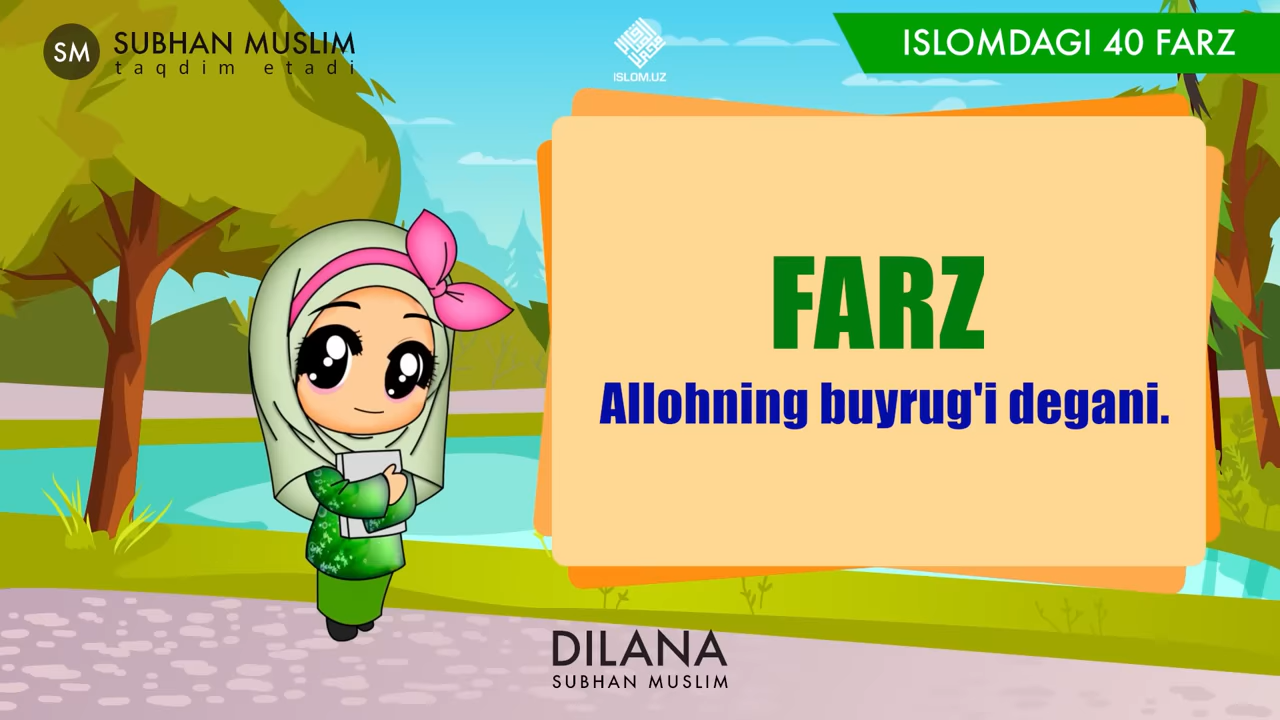 SM
SUBHAN MUSLIM
taqdim etadi
ISLOM.UZ
ISLOMDAGI 40 FARZ
FARZ
Allohning buyrug'i degani.
DILANA
SUBHAN MUSLIM